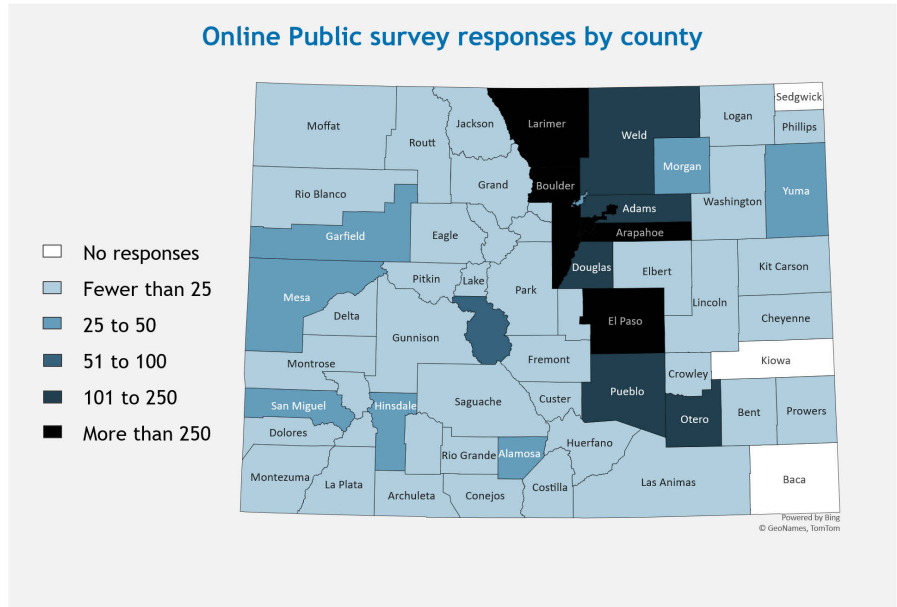 Online Public survey responses by county
Sedgwick
Logan
Phillips
Moffat
Jackson
Larimer
Weld
Routt
Morgan
Grand
Boulder
Yuma
Rio Blanco
Washington
Adams
Garfield
Eagle
Arapahoe
No responses
Fewer than 25
25 to 50
51 to 100
101 to 250
More than 250
Douglas
Kit Carson
Elbert
Pitkin
Lake
Park
Mesa
Lincoln
Delta
Cheyenne
El Paso
Gunnison
Kiowa
Fremont
Montrose
Crowley
Pueblo
Custer
Saguache
San Miguel
Hinsdale
Bent
Prowers
Otero
Dolores
Huerfano
Rio Grande
Alamosa
Montezuma
La Plata
Las Animas
Baca
Costilla
Archuleta
Conejos
Powered by Bing
© GeoNames, TomTom